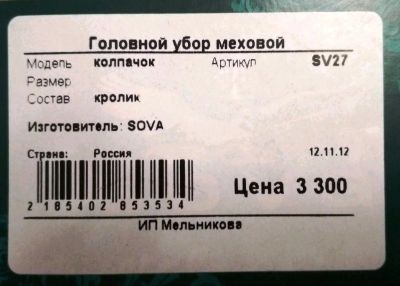 Головной убор меховой
Модель колпачок Артикул SV27
Размер
Состав кролик
Изготовитель: SOVA
Страна: Россия 12.11.12
Цена 3 300
2 185402 853534
ИП Мельникова